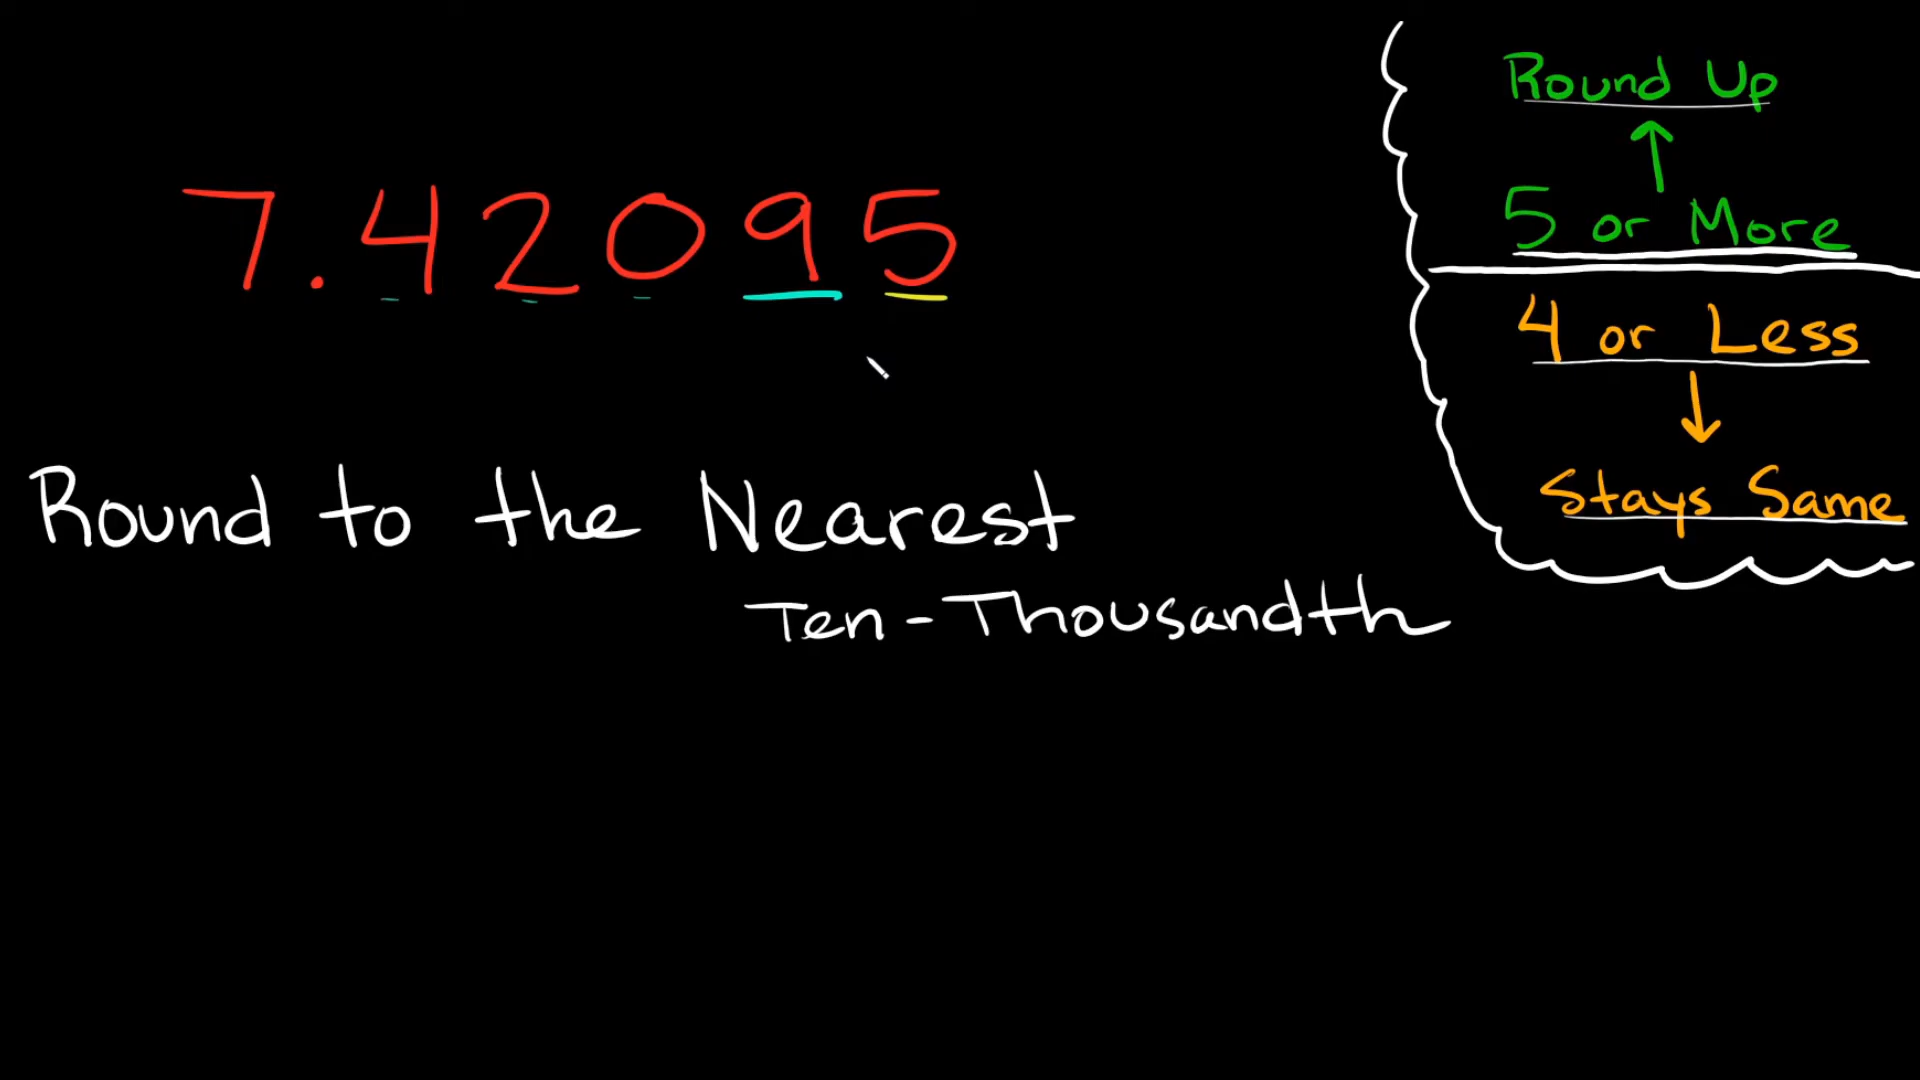 7.42095
Round to the Nearest
Ten-Thousandth
Round Up
5 or More
4 or Less
Stays Same